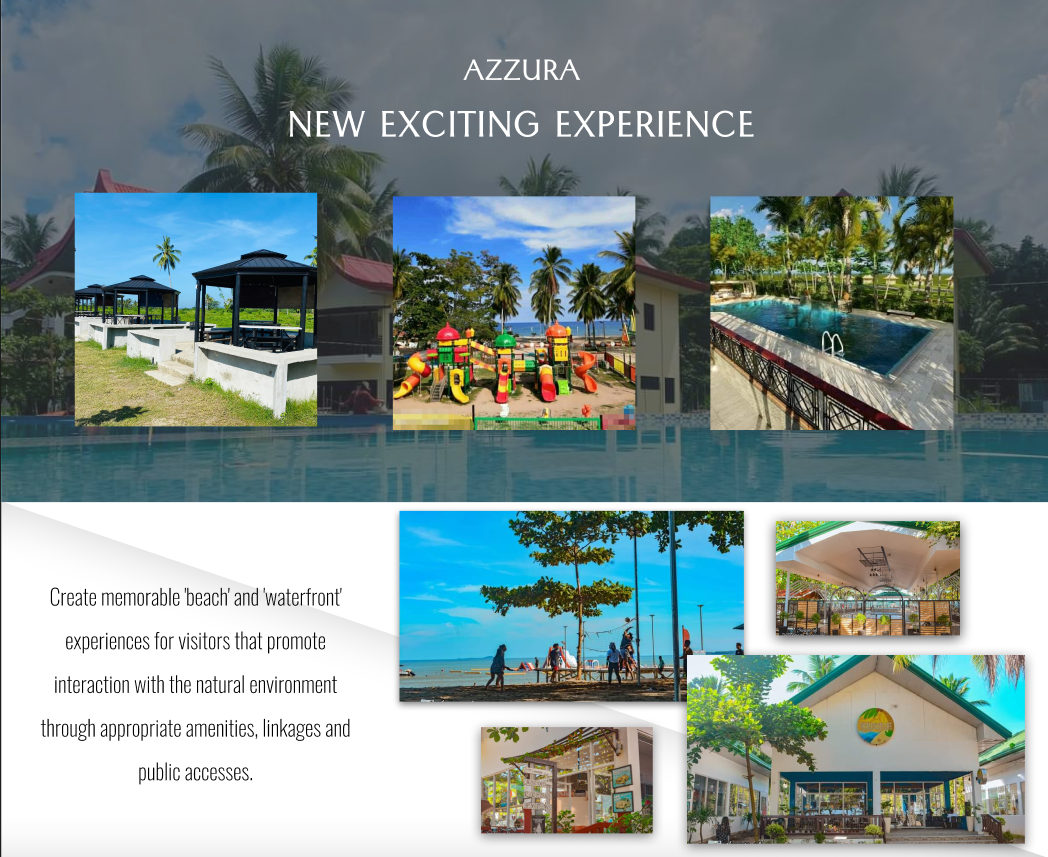 AZZURA
NEW EXCITING EXPERIENCE
Create memorable 'beach' and 'waterfront'
experiences for visitors that promote
interaction with the natural environment
through appropriate amenities, linkages and
public accesses.